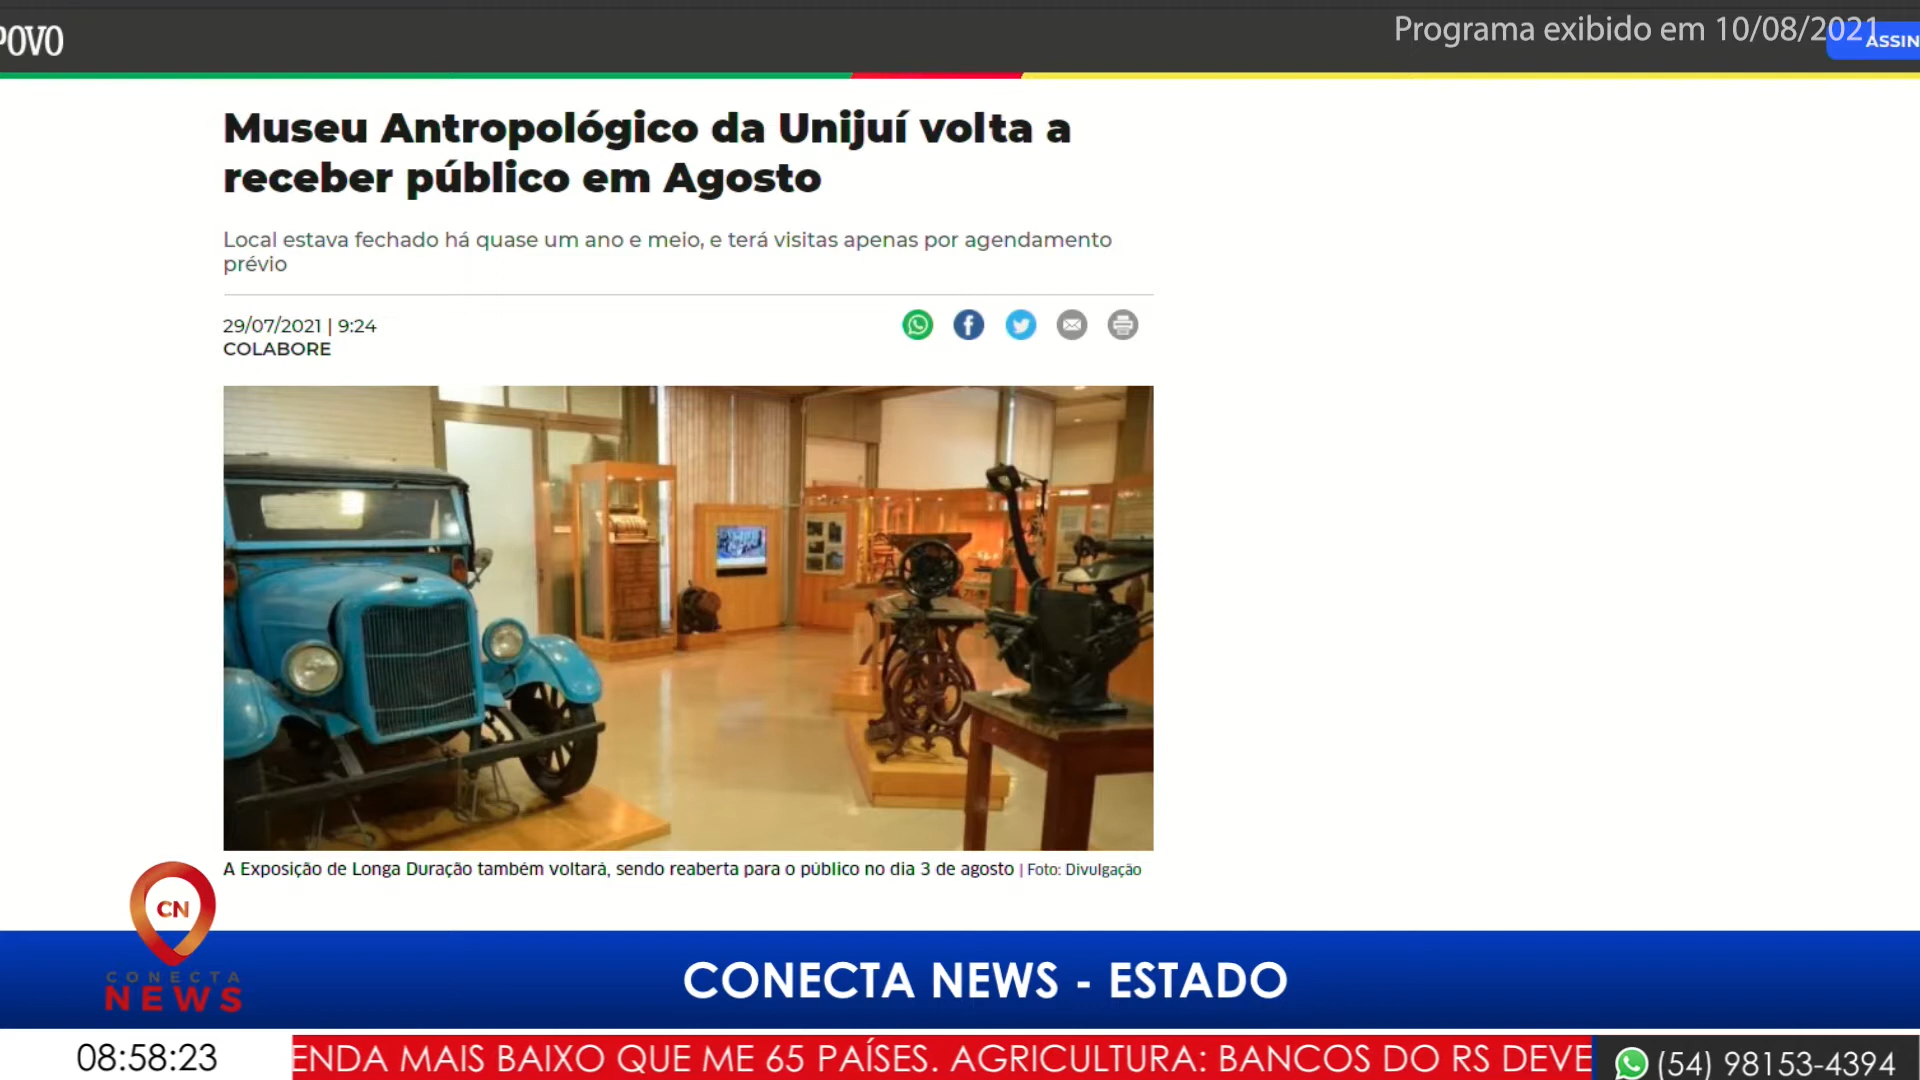 POVO
Programa exibido em 10/08/2021
ASSIN
Museu Antropológico da Unijuí volta a
receber público em Agosto
Local estava fechado há quase um ano e meio, e terá visitas apenas por agendamento
prévio
29/07/2021 | 9:24
COLABORE
A Exposição de Longa Duração também voltará, sendo reaberta para o público no dia 3 de agosto | Foto: Divulgação
CN
CONECTA
NEWS
CONECTA NEWS - ESTADO
08:58:23
ENDA MAIS BAIXO QUE ME 65 PAÍSES. AGRICULTURA: BANCOS DO RS DEVE
(54) 98153-4394